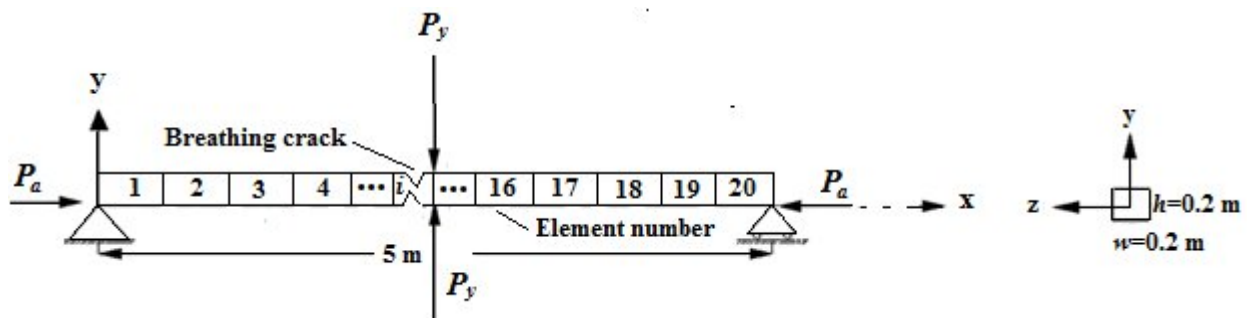 P_y
y
Breathing crack
P_a
1 2 3 4 ••• i ••• 16 17 18 19 20
P_a
x
Element number
5 m
P_y
y
z
h=0.2 m
w=0.2 m